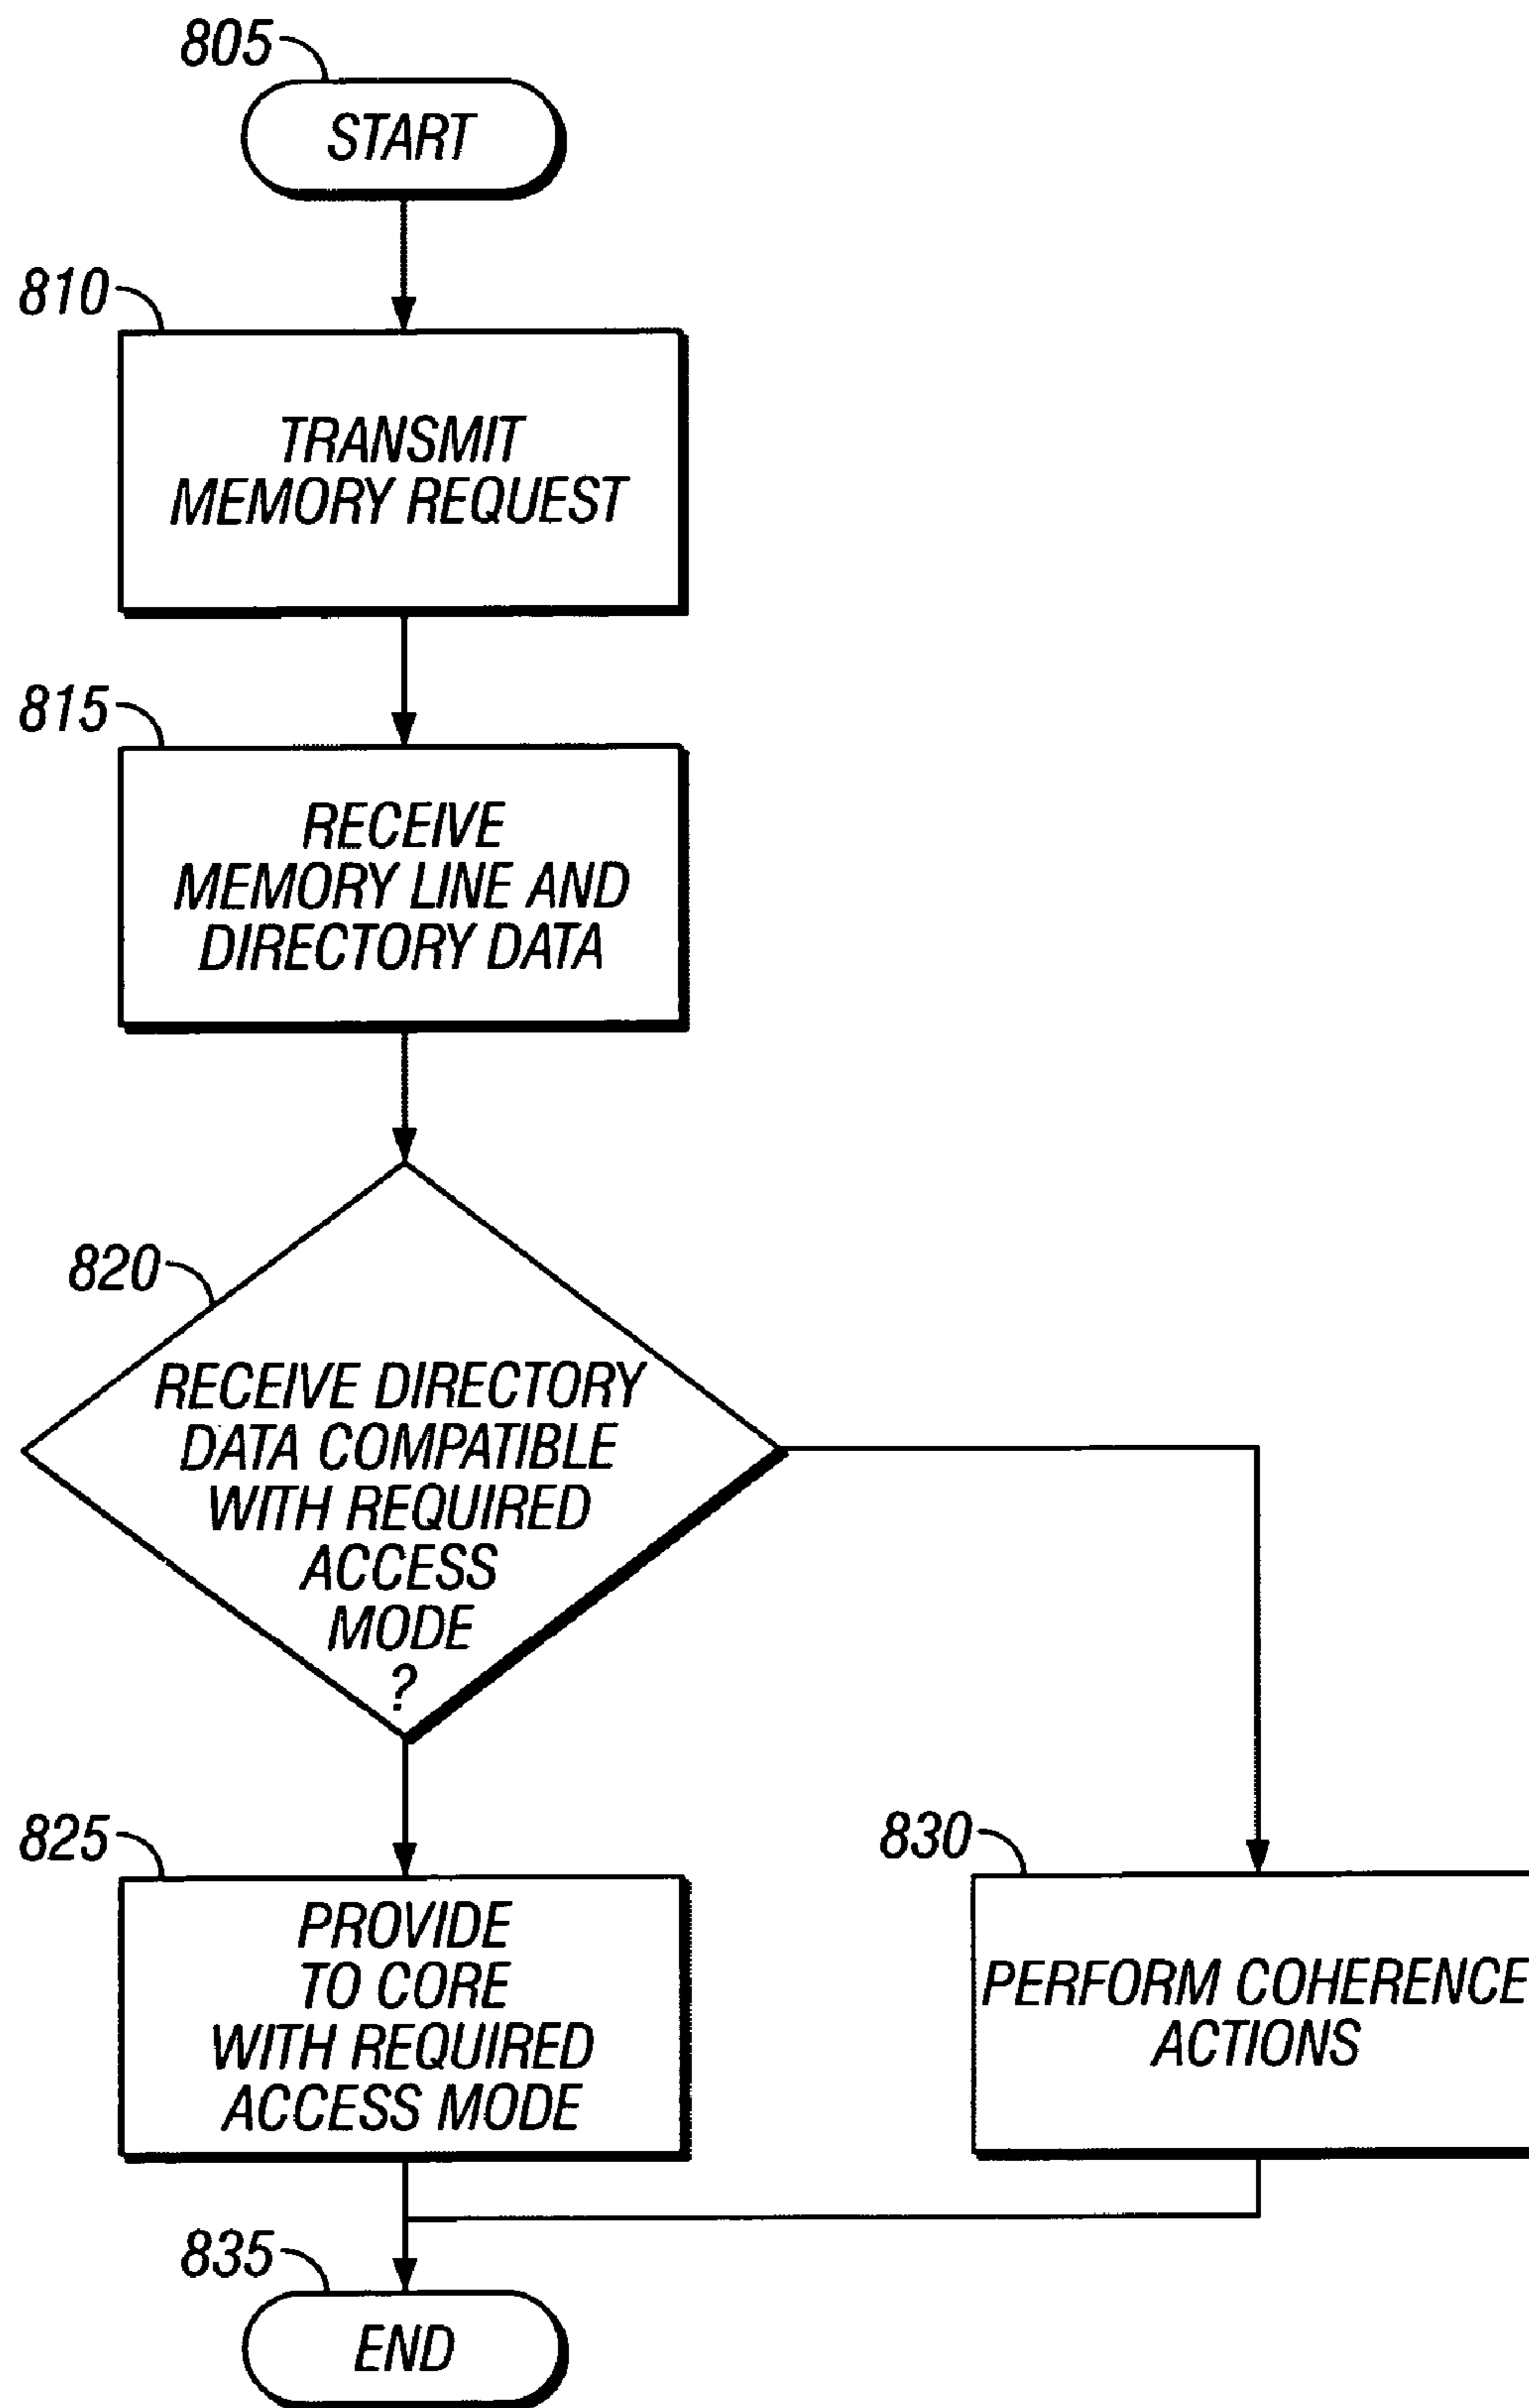 805
START
810
TRANSMIT
MEMORY REQUEST
815
RECEIVE
MEMORY LINE AND
DIRECTORY DATA
820
RECEIVE DIRECTORY
DATA COMPATIBLE
WITH REQUIRED
ACCESS
MODE
?
825
PROVIDE
TO CORE
WITH REQUIRED
ACCESS MODE
830
PERFORM COHERENCE
ACTIONS
835
END